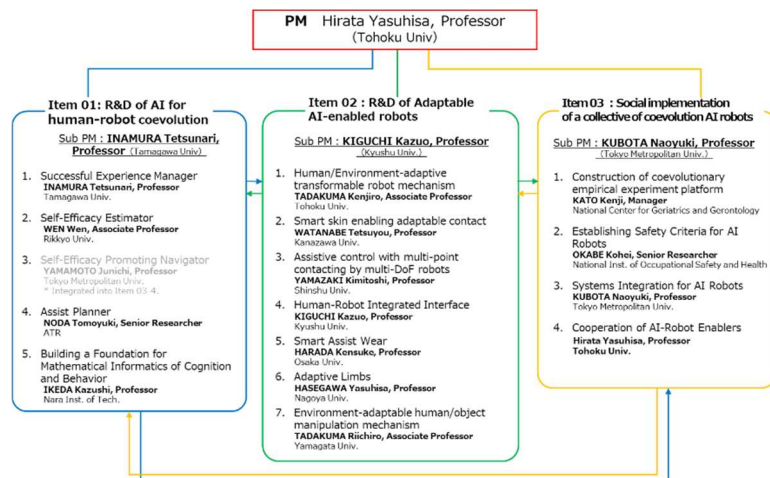 PM Hirata Yasuhisa, Professor
(Tohoku Univ)
Item 01: R&D of AI for
human-robot coevolution
Sub PM : INAMURA Tetsunari,
Professor (Tamagawa Univ)
1. Successful Experience Manager
INAMURA Tetsunari, Professor
Tamagawa Univ.
2. Self-Efficacy Estimator
WEN Wen, Associate Professor
Rikkyo Univ.
3. Self-Efficacy Promoting Navigator
YAMAMOTO Junichi, Professor
Tokyo Metropolitan Univ.
* Integrated into Item 03-4.
4. Assist Planner
NODA Tomoyuki, Senior Researcher
ATR
5. Building a Foundation for
Mathematical Informatics of Cognition
and Behavior
IKEDA Kazushi, Professor
Nara Inst. of Tech.
Item 02 : R&D of Adaptable
AI-enabled robots
Sub PM : KIGUCHI Kazuo, Professor
(Kyushu Univ.)
1. Human/Environment-adaptive
transformable robot mechanism
TADAKUMA Kenjiro, Associate Professor
Tohoku Univ.
2. Smart skin enabling adaptable contact
WATANABE Tetsuyou, Professor
Kanazawa Univ.
3. Assistive control with multi-point
contacting by multi-DoF robots
YAMAZAKI Kimitoshi, Professor
Shinshu Univ.
4. Human-Robot Integrated Interface
KIGUCHI Kazuo, Professor
Kyushu Univ.
5. Smart Assist Wear
HARADA Kensuke, Professor
Osaka Univ.
6. Adaptive Limbs
HASEGAWA Yasuhisa, Professor
Nagoya Univ.
7. Environment-adaptable human/object
manipulation mechanism
TADAKUMA Riichiro, Associate Professor
Yamagata Univ.
Item 03 : Social implementation
of a collective of coevolution AI robots
Sub PM : KUBOTA Naoyuki, Professor
(Tokyo Metropolitan Univ.)
1. Construction of coevolutionary
empirical experiment platform
KATO Kenji, Manager
National Center for Geriatrics and Gerontology
2. Establishing Safety Criteria for AI
Robots
OKABE Kohei, Senior Researcher
National Inst. of Occupational Safety and Health
3. Systems Integration for AI Robots
KUBOTA Naoyuki, Professor
Tokyo Metropolitan Univ.
4. Cooperation of AI-Robot Enablers
Hirata Yasuhisa, Professor
Tohoku Univ.